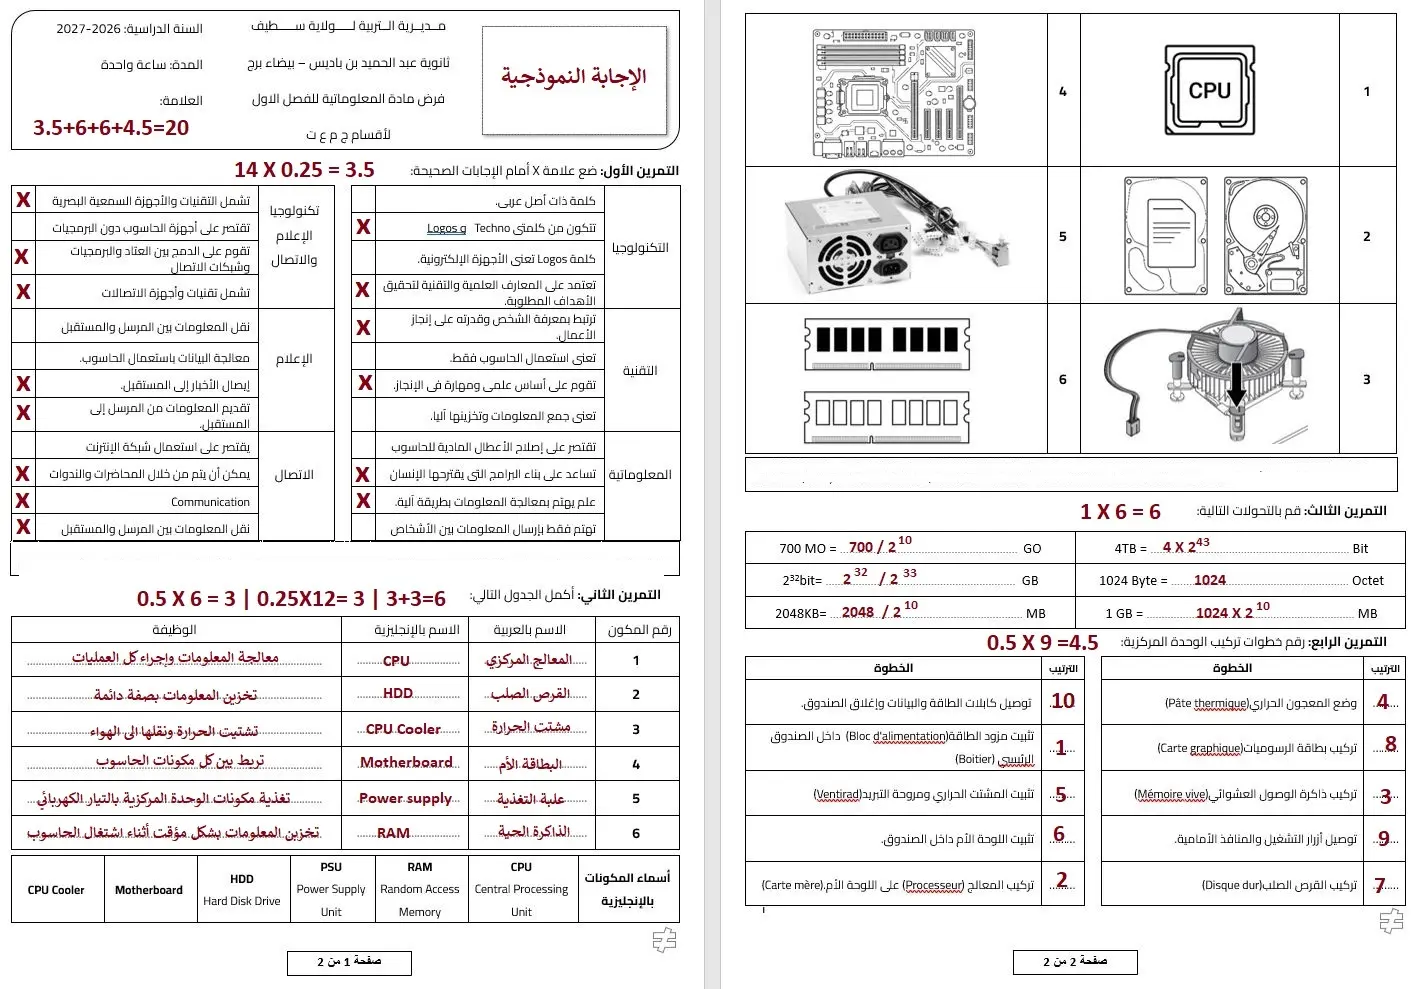 مـديـرية الـتربية لـــولاية ســـطيف
ثانوية عبد الحميد بن باديس – بيضاء برج
فرض مادة المعلوماتية للفصل الاول
لأقسام ج م ع ت
السنة الدراسية: 2026-2027
المدة: ساعة واحدة
العلامة:
3.5+6+6+4.5=20
الإجابة النموذجية
التمرين الأول: ضع علامة X أمام الإجابات الصحيحة: 14 X 0.25 = 3.5
التكنولوجيا
كلمة ذات أصل عربي.
تتكون من كلمتي Techno و Logos X
كلمة Logos تعني الأجهزة الإلكترونية.
تعتمد على المعارف العلمية والتقنية لتحقيق
الأهداف المطلوبة. X
التقنية
ترتبط بمعرفة الشخص وقدرته على إنجاز
الأعمال. X
تعني استعمال الحاسوب فقط.
تقوم على أساس علمي ومهارة في الإنجاز. X
تعني جمع المعلومات وتخزينها آليا.
المعلوماتية
تقتصر على إصلاح الأعطال المادية للحاسوب
تساعد على بناء البرامج التي يقترحها الإنسان X
علم يهتم بمعالجة المعلومات بطريقة آلية. X
تهتم فقط بإرسال المعلومات بين الأشخاص
تكنولوجيا
الإعلام
والاتصال
تشمل التقنيات والأجهزة السمعية البصرية X
تقتصر على أجهزة الحاسوب دون البرمجيات
تقوم على الدمج بين العتاد والبرمجيات
وشبكات الاتصال X
تشمل تقنيات وأجهزة الاتصالات X
الإعلام
نقل المعلومات بين المرسل والمستقبل
معالجة البيانات باستعمال الحاسوب.
إيصال الأخبار إلى المستقبل. X
تقديم المعلومات من المرسل إلى
المستقبل. X
الاتصال
يقتصر على استعمال شبكة الإنترنت
يمكن أن يتم من خلال المحاضرات والندوات X
Communication X
نقل المعلومات بين المرسل والمستقبل X
التمرين الثاني: أكمل الجدول التالي: 0.5 X 6 = 3 | 0.25X12= 3 | 3+3=6
رقم المكون الاسم بالعربية الاسم بالإنجليزية الوظيفة
1 المعالج المركزي CPU معالجة المعلومات وإجراء كل العمليات
2 القرص الصلب HDD تخزين المعلومات بصفة دائمة
3 مشتت الحرارة CPU Cooler تشتيت الحرارة ونقلها الى الهواء
4 البطاقة الأم Motherboard تربط بين كل مكونات الحاسوب
5 علبة التغذية Power supply تغذية مكونات الوحدة المركزية بالتيار الكهربائي
6 الذاكرة الحية RAM تخزين المعلومات بشكل مؤقت أثناء اشتغال الحاسوب
أسماء المكونات
بالإنجليزية
CPU
Central Processing
Unit
RAM
Random Access
Memory
PSU
Power Supply
Unit
HDD
Hard Disk Drive
Motherboard
CPU Cooler
صفحة 1 من 2
1
CPU
4
2
5
3
6
التمرين الثالث: قم بالتحولات التالية: 1 X 6 = 6
700 MO = 700 / 2¹⁰ GO
4TB = 4 X 2⁴³ Bit
2³²bit= 2³² / 2³³ GB
1024 Byte = 1024 Octet
2048KB= 2048 / 2¹⁰ MB
1 GB = 1024 X 2¹⁰ MB
التمرين الرابع: رقم خطوات تركيب الوحدة المركزية: 0.5 X 9 =4.5
الترتيب الخطوة
4 وضع المعجون الحراري(Pâte thermique)
8 تركيب بطاقة الرسوميات(Carte graphique)
3 تركيب ذاكرة الوصول العشوائي(Mémoire vive)
9 توصيل أزرار التشغيل والمنافذ الأمامية.
7 تركيب القرص الصلب(Disque dur)
الترتيب الخطوة
10 توصيل كابلات الطاقة والبيانات وإغلاق الصندوق.
1 تثبيت مزود الطاقة(Bloc d'alimentation) داخل الصندوق
الرئيسي (Boitier)
5 تثبيت المشتت الحراري ومروحة التبريد(Ventirad)
6 تثبيت اللوحة الأم داخل الصندوق.
2 تركيب المعالج (Processeur) على اللوحة الأم.(Carte mère)
صفحة 2 من 2